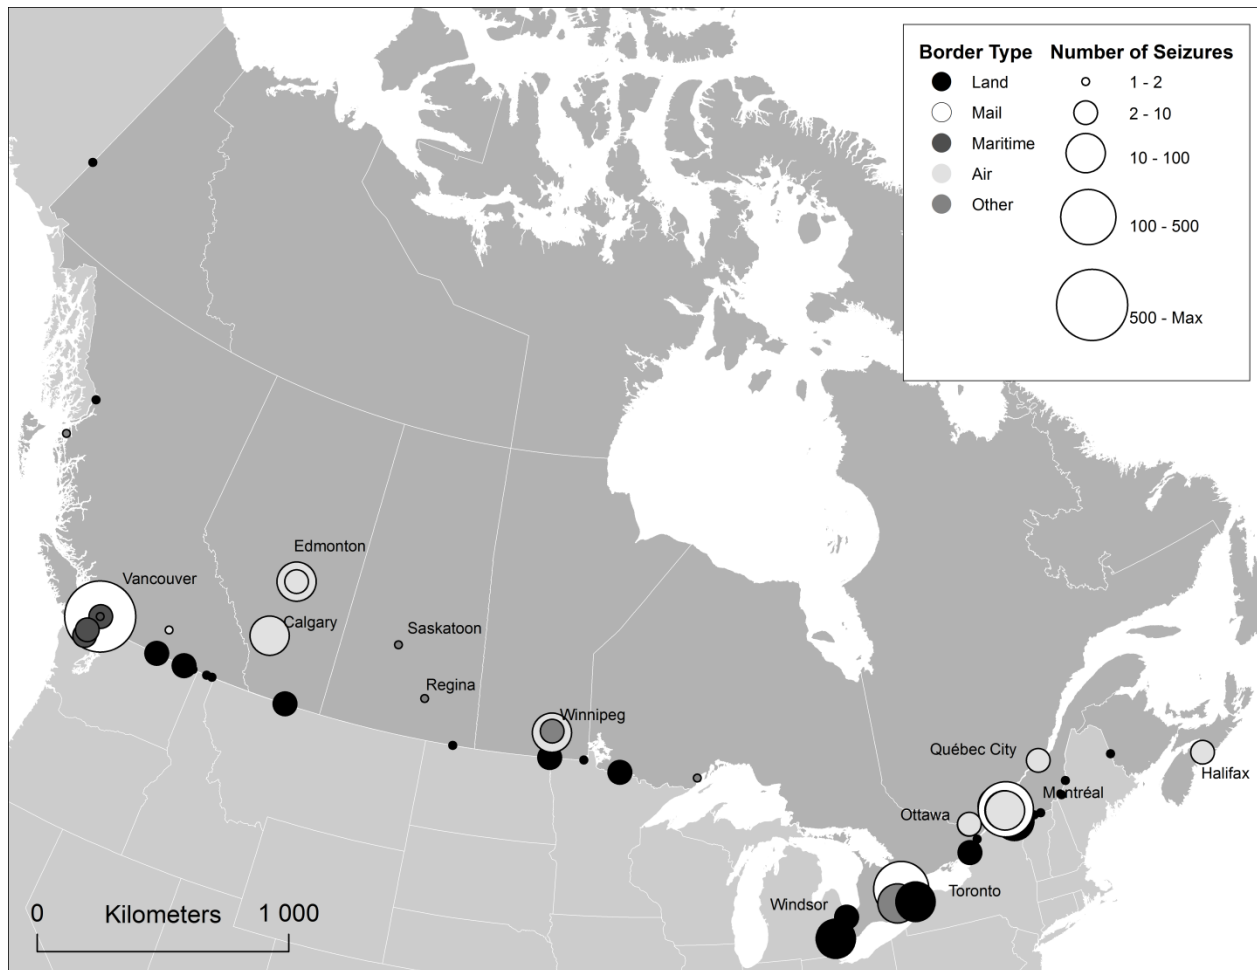 Border Type Number of Seizures
Land 1 - 2
Mail 2 - 10
Maritime 10 - 100
Air
Other 100 - 500
500 - Max
Edmonton
Vancouver
Calgary
Saskatoon
Regina
Winnipeg
Québec City
Halifax
Montréal
Ottawa
Toronto
Windsor
0 Kilometers 1 000